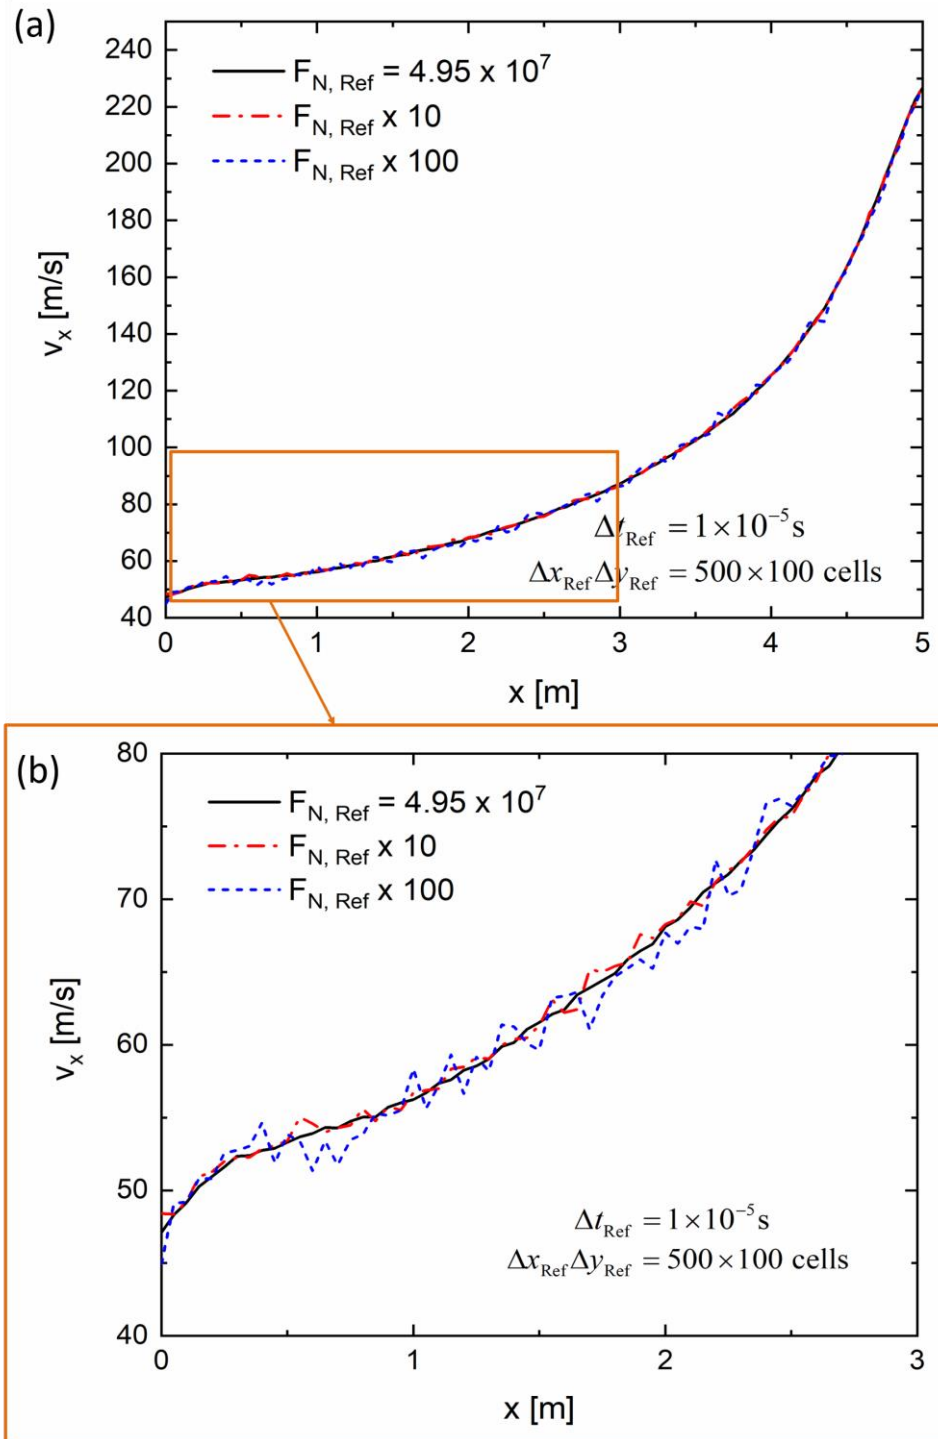 (a)
240
220
200
180
160
140
120
100
80
60
40
v_x [m/s]
F_N, Ref = 4.95 x 10^7
F_N, Ref x 10
F_N, Ref x 100
Δt_Ref = 1×10^−5 s
Δx_Ref Δy_Ref = 500×100 cells
0 1 2 3 4 5
x [m]
(b)
80
70
60
50
40
v_x [m/s]
F_N, Ref = 4.95 x 10^7
F_N, Ref x 10
F_N, Ref x 100
Δt_Ref = 1×10^−5 s
Δx_Ref Δy_Ref = 500×100 cells
0 1 2 3
x [m]